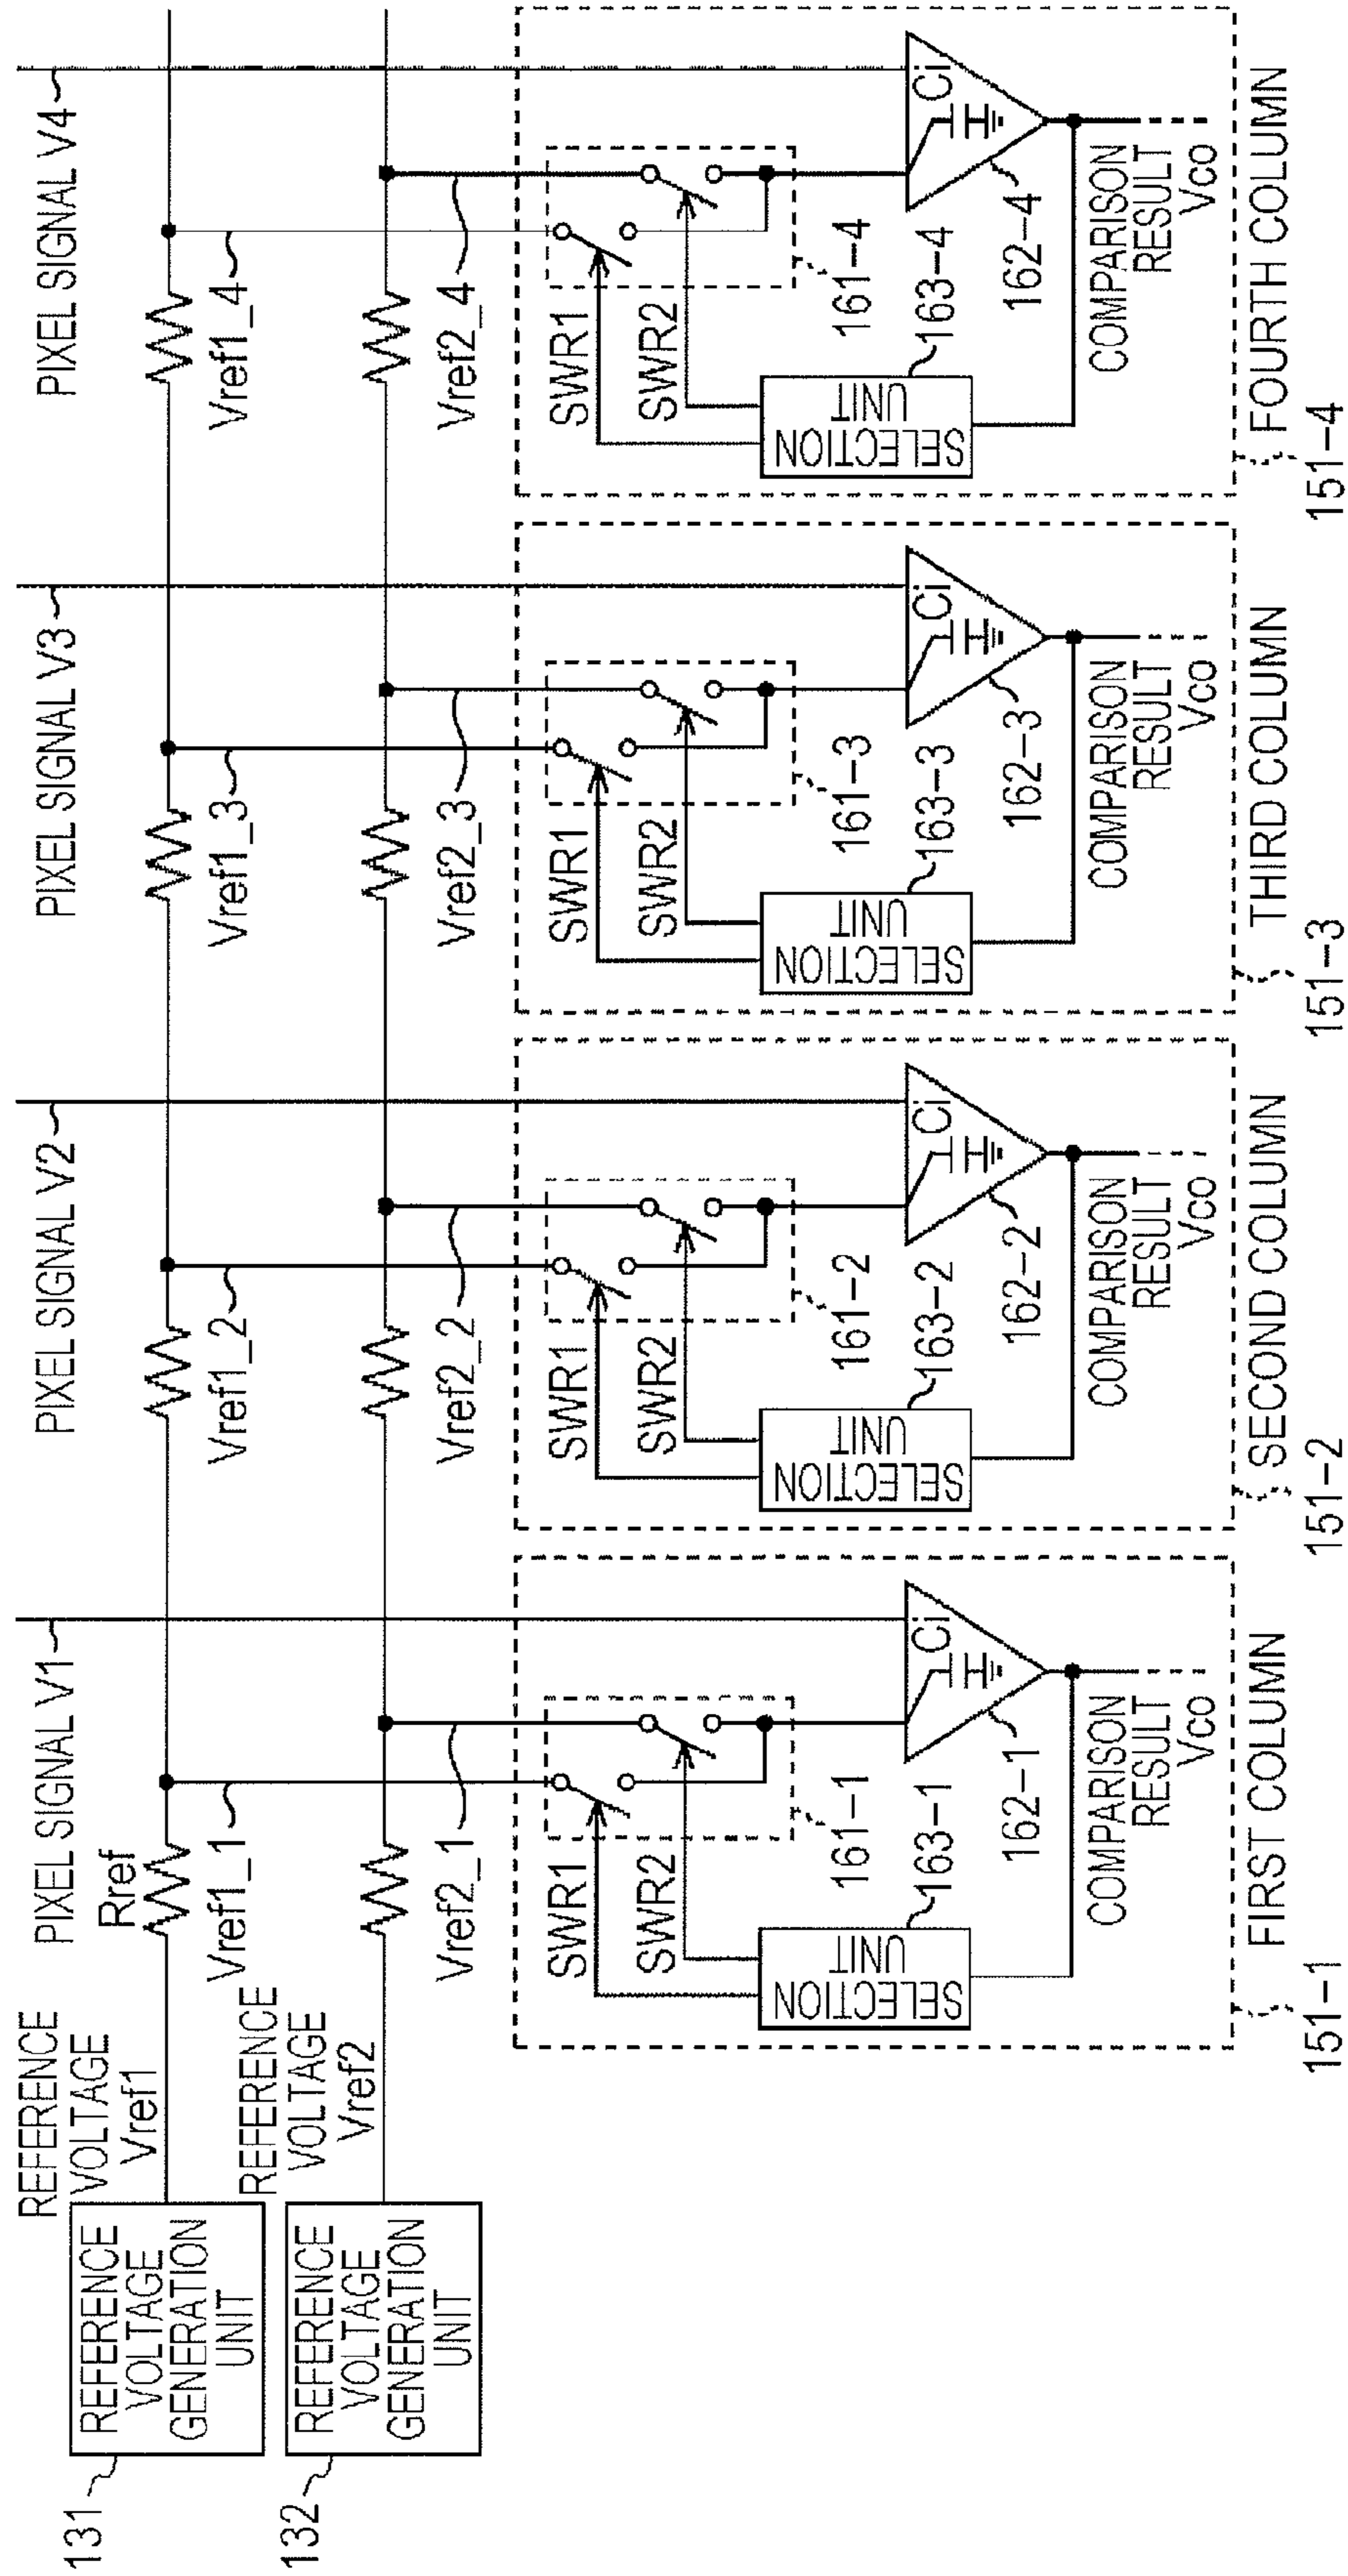 REFERENCE
VOLTAGE
Vref1
PIXEL SIGNAL V1
PIXEL SIGNAL V2
PIXEL SIGNAL V3
PIXEL SIGNAL V4
Rref
131
REFERENCE
VOLTAGE
GENERATION
UNIT
Vref1_1
Vref1_2
Vref1_3
Vref1_4
REFERENCE
VOLTAGE
Vref2
132
REFERENCE
VOLTAGE
GENERATION
UNIT
Vref2_1
Vref2_2
Vref2_3
Vref2_4
SWR1
SWR2
161-1
SELECTION
UNIT
163-1
Ci
162-1
COMPARISON
RESULT
Vco
FIRST COLUMN
151-1
SWR1
SWR2
161-2
SELECTION
UNIT
163-2
Ci
162-2
COMPARISON
RESULT
Vco
SECOND COLUMN
151-2
SWR1
SWR2
161-3
SELECTION
UNIT
163-3
Ci
162-3
COMPARISON
RESULT
Vco
THIRD COLUMN
151-3
SWR1
SWR2
161-4
SELECTION
UNIT
163-4
Ci
162-4
COMPARISON
RESULT
Vco
FOURTH COLUMN
151-4